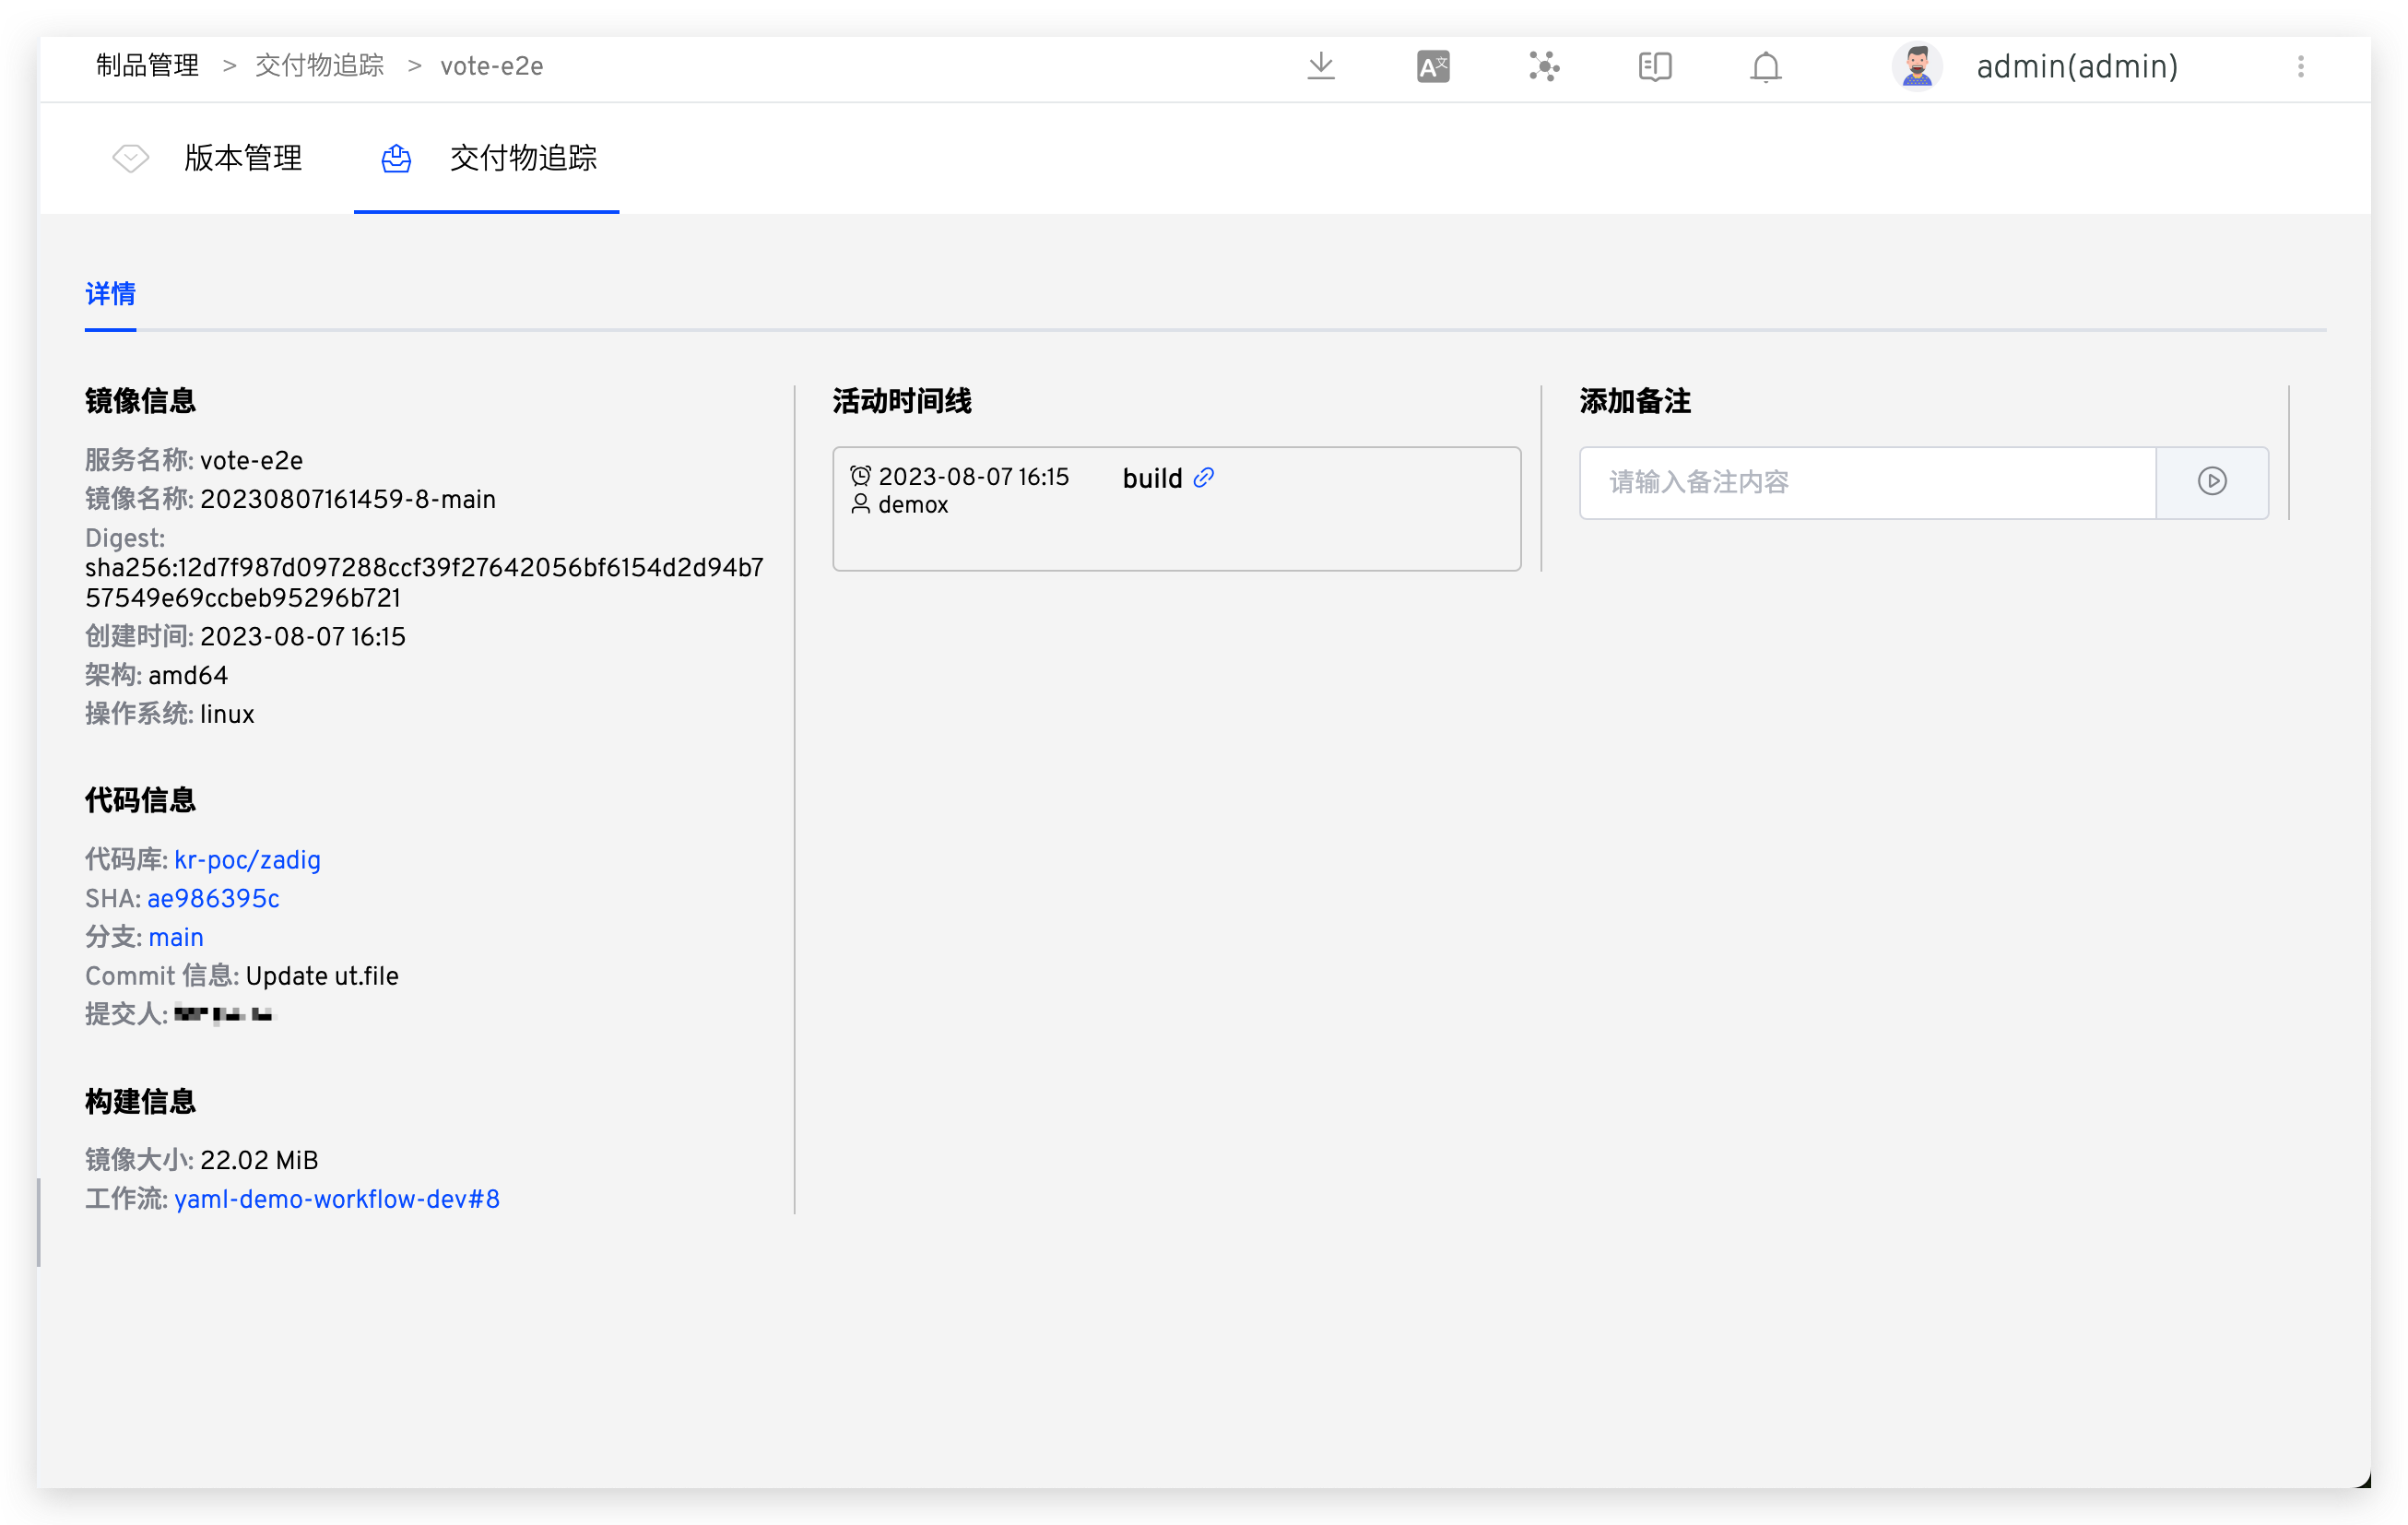 制品管理 > 交付物追踪 > vote-e2e
admin(admin)
版本管理
交付物追踪
详情
镜像信息
服务名称: vote-e2e
镜像名称: 20230807161459-8-main
Digest:
sha256:12d7f987d097288ccf39f27642056bf6154d2d94b7
57549e69ccbeb95296b721
创建时间: 2023-08-07 16:15
架构: amd64
操作系统: linux
代码信息
代码库: kr-poc/zadig
SHA: ae986395c
分支: main
Commit 信息: Update ut.file
提交人:
构建信息
镜像大小: 22.02 MiB
工作流: yaml-demo-workflow-dev#8
活动时间线
2023-08-07 16:15 build
demox
添加备注
请输入备注内容